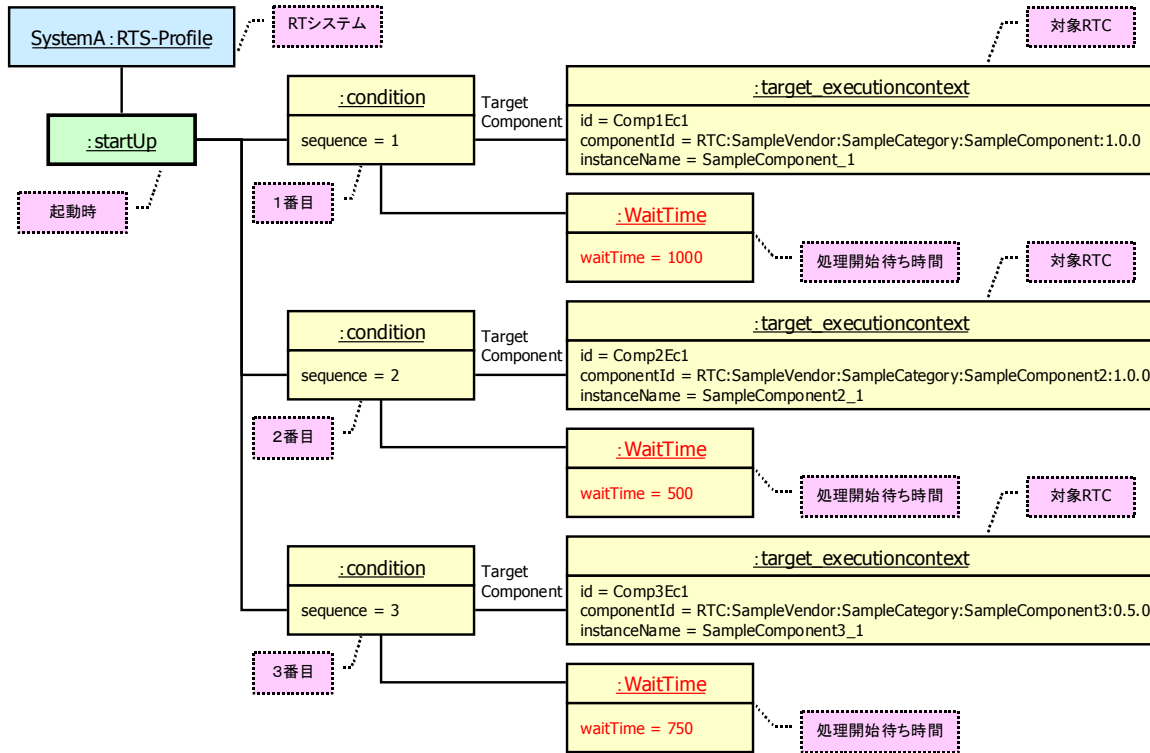 SystemA : RTS-Profile
RTシステム
:startUp
起動時
:condition
sequence = 1
1番目
Target
Component
対象RTC
:target_executioncontext
id = Comp1Ec1
componentId = RTC:SampleVendor:SampleCategory:SampleComponent:1.0.0
instanceName = SampleComponent_1
:WaitTime
waitTime = 1000
処理開始待ち時間
:condition
sequence = 2
2番目
Target
Component
対象RTC
:target_executioncontext
id = Comp2Ec1
componentId = RTC:SampleVendor:SampleCategory:SampleComponent2:1.0.0
instanceName = SampleComponent2_1
:WaitTime
waitTime = 500
処理開始待ち時間
:condition
sequence = 3
3番目
Target
Component
対象RTC
:target_executioncontext
id = Comp3Ec1
componentId = RTC:SampleVendor:SampleCategory:SampleComponent3:0.5.0
instanceName = SampleComponent3_1
:WaitTime
waitTime = 750
処理開始待ち時間